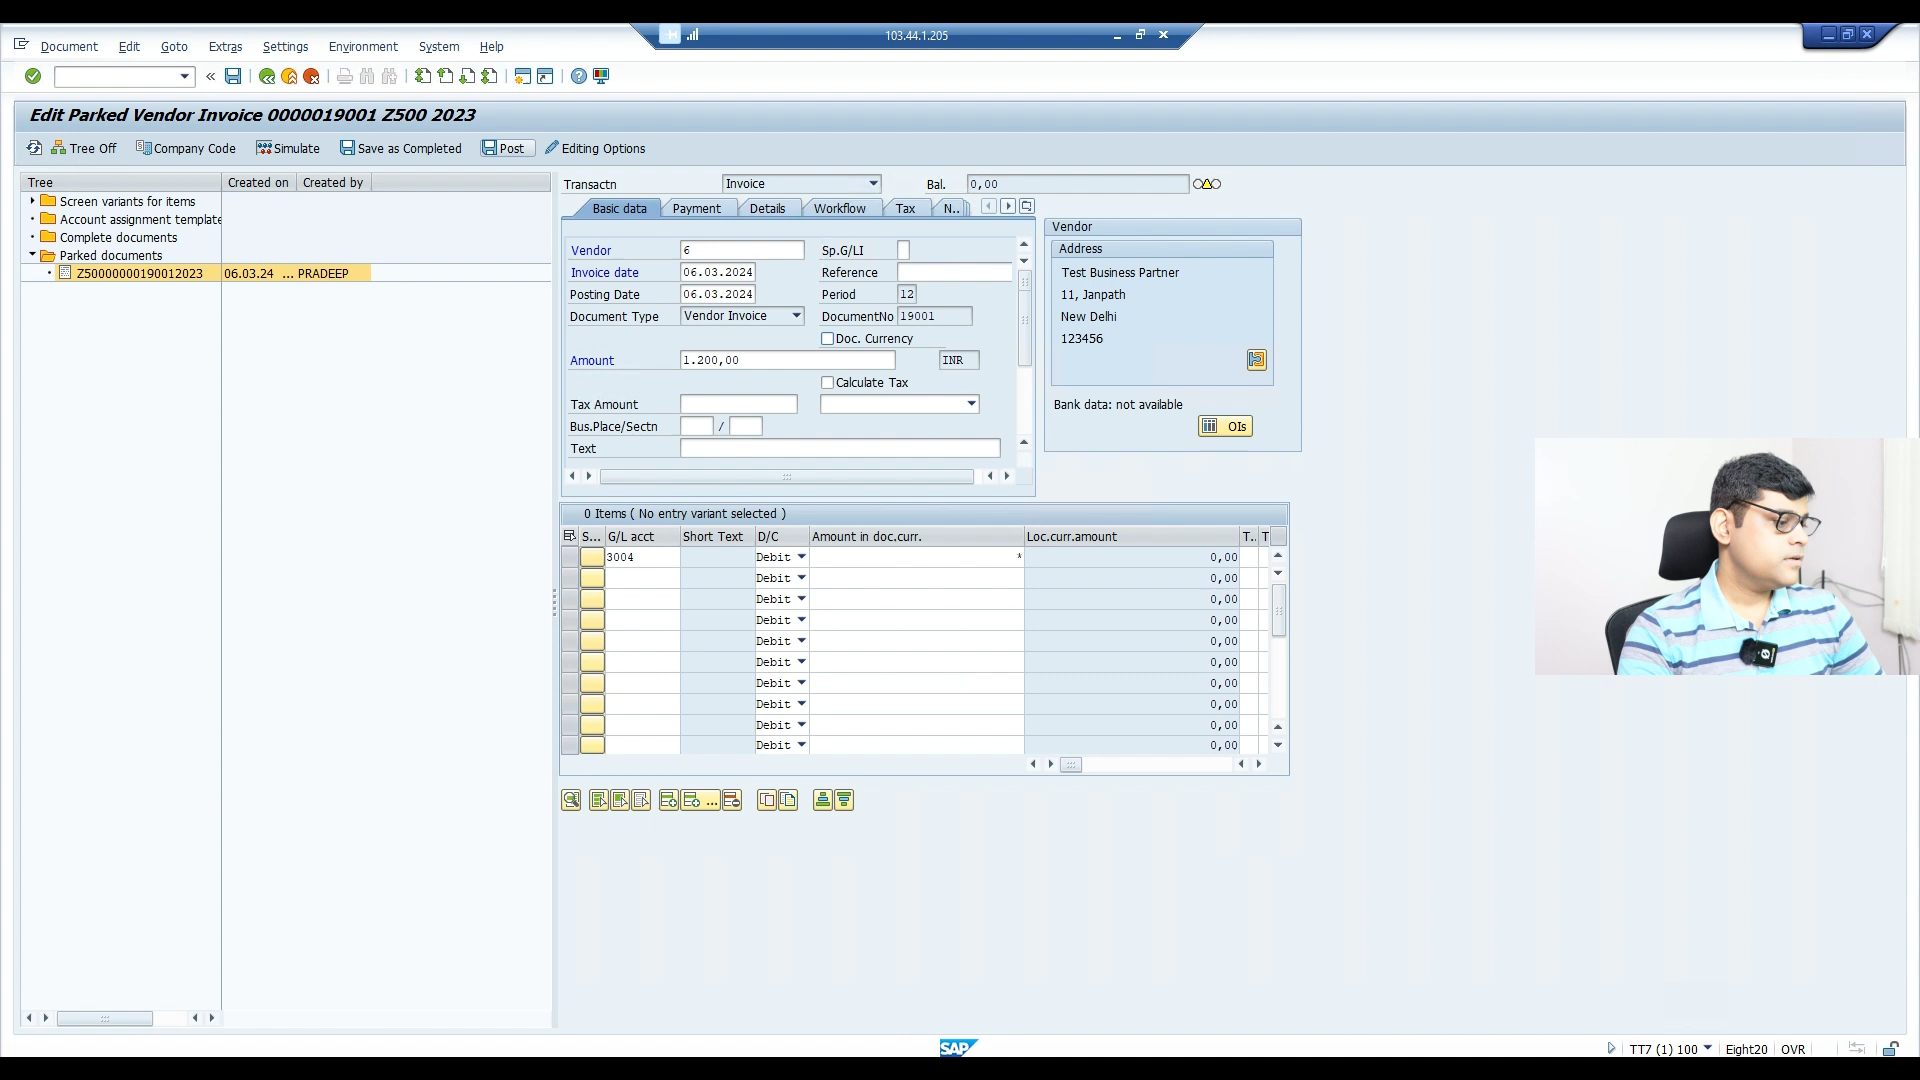 103.44.1.205
Document Edit Goto Extras Settings Environment System Help
Edit Parked Vendor Invoice 0000019001 Z500 2023
Tree Off Company Code Simulate Save as Completed Post Editing Options
Tree Created on Created by
Screen variants for items
Account assignment template
Complete documents
Parked documents
Z50000000190012023 06.03.24 ... PRADEEP
Transactn Invoice Bal. 0,00
Basic data Payment Details Workflow Tax N..
Vendor 6 Sp.G/LI
Invoice date 06.03.2024 Reference
Posting Date 06.03.2024 Period 12
Document Type Vendor Invoice DocumentNo 19001
Doc. Currency
Amount 1.200,00 INR
Calculate Tax
Tax Amount
Bus.Place/Sectn /
Text
Vendor
Address
Test Business Partner
11, Janpath
New Delhi
123456
Bank data: not available
OIs
0 Items ( No entry variant selected )
S... G/L acct Short Text D/C Amount in doc.curr. Loc.curr.amount T.. T
3004 Debit * 0,00
Debit 0,00
Debit 0,00
Debit 0,00
Debit 0,00
Debit 0,00
Debit 0,00
Debit 0,00
Debit 0,00
Debit 0,00
SAP
TT7 (1) 100 Eight20 OVR